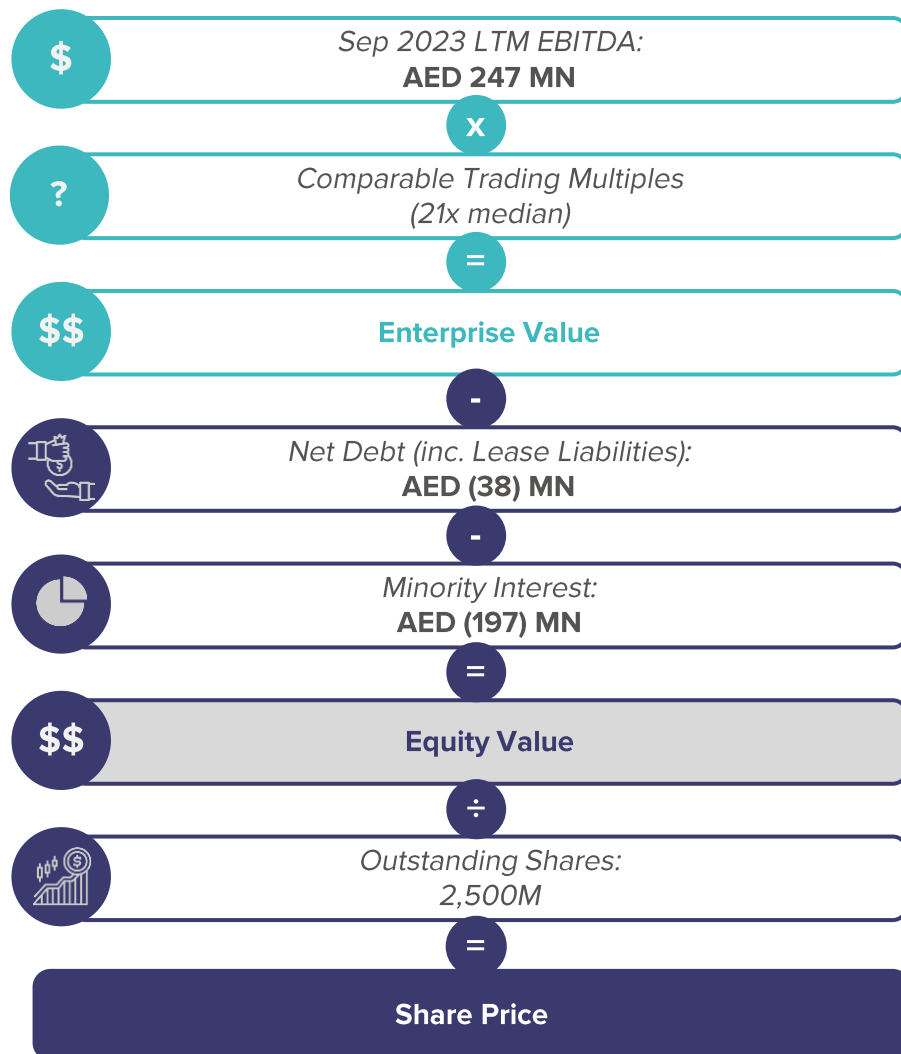 $
Sep 2023 LTM EBITDA:
AED 247 MN
x
?
Comparable Trading Multiples
(21x median)
=
$$
Enterprise Value
-
$
Net Debt (inc. Lease Liabilities):
AED (38) MN
-
Minority Interest:
AED (197) MN
=
$$
Equity Value
÷
$
Outstanding Shares:
2,500M
=
Share Price